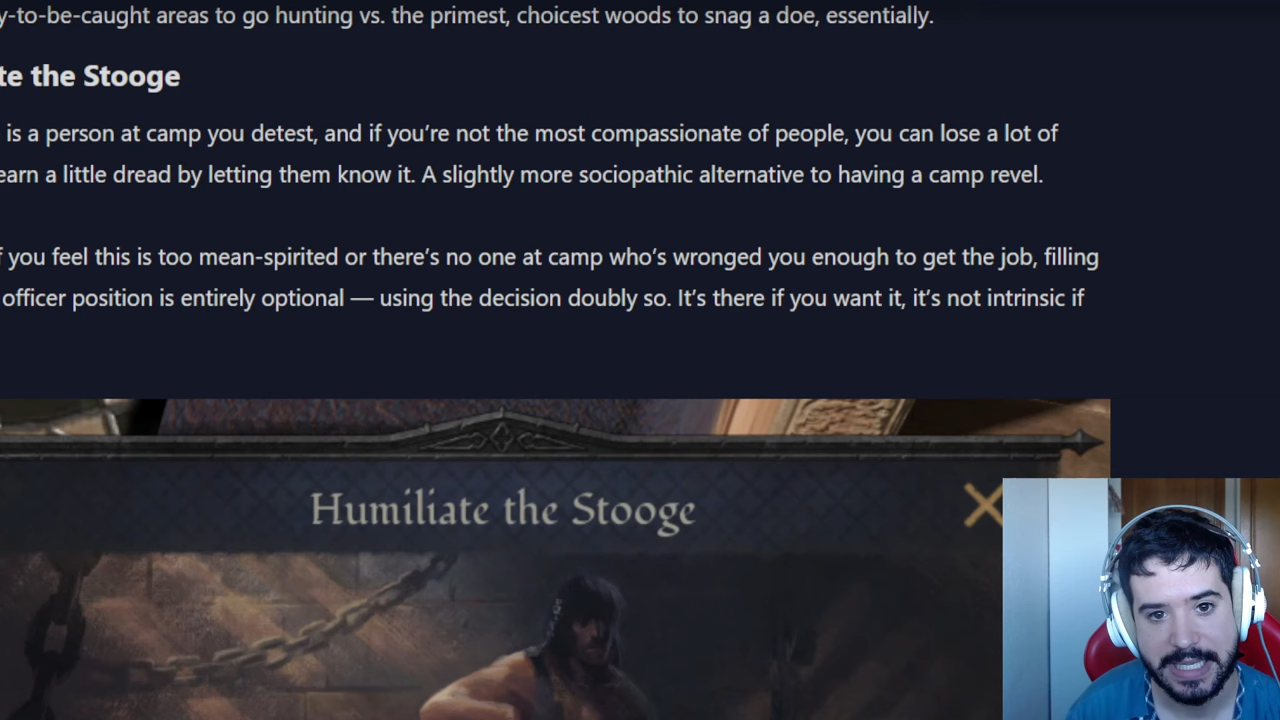 y-to-be-caught areas to go hunting vs. the primest, choicest woods to snag a doe, essentially.
te the Stooge
is a person at camp you detest, and if you’re not the most compassionate of people, you can lose a lot of
earn a little dread by letting them know it. A slightly more sociopathic alternative to having a camp revel.
f you feel this is too mean-spirited or there’s no one at camp who’s wronged you enough to get the job, filling
officer position is entirely optional — using the decision doubly so. It’s there if you want it, it’s not intrinsic if
Humiliate the Stooge